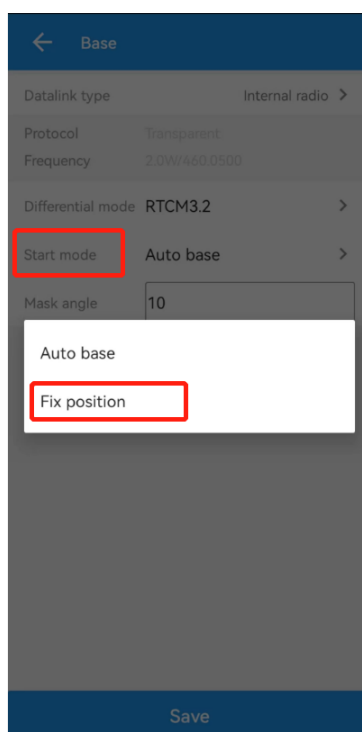 Base
Datalink type Internal radio
Protocol Transparent
Frequency 2.0W/460.0500
Differential mode RTCM3.2
Start mode Auto base
Mask angle 10
Auto base
Fix position
Save